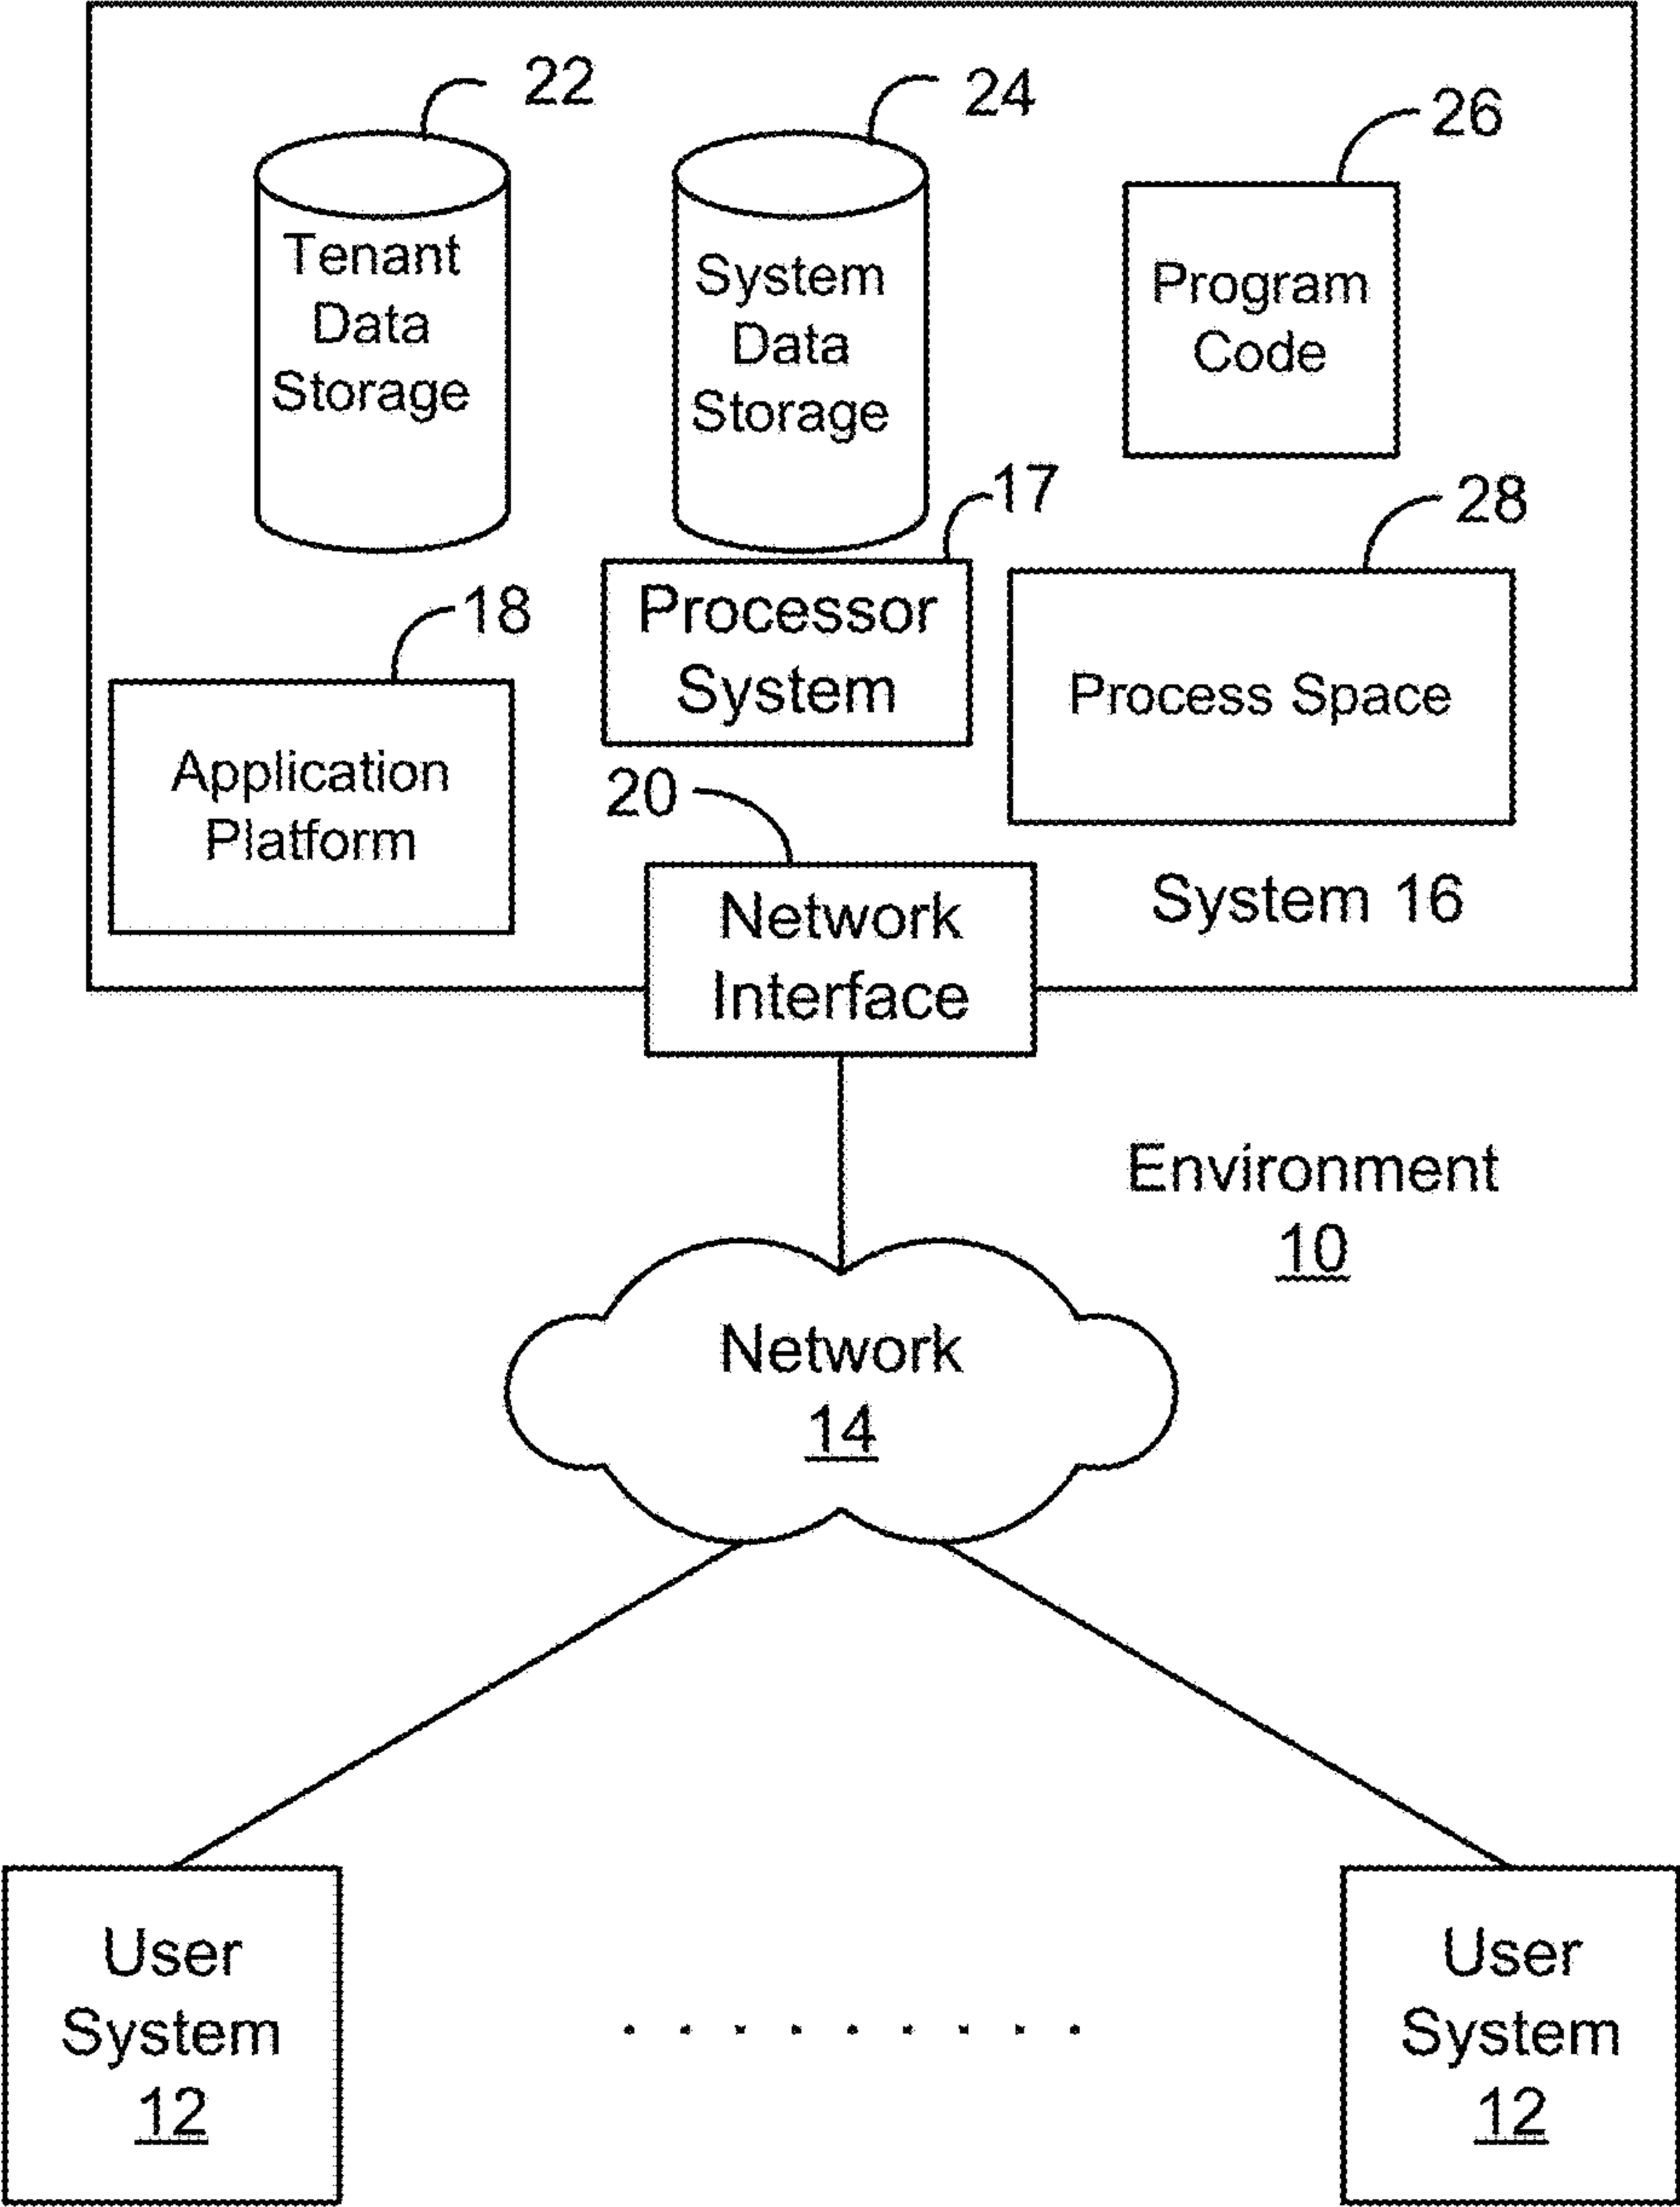 22
24
26
Tenant
Data
Storage
System
Data
Storage
Program
Code
17
28
18
Processor
System
Process Space
Application
Platform
20
Network
Interface
System 16
Environment
10
Network
14
User
System
12
User
System
12